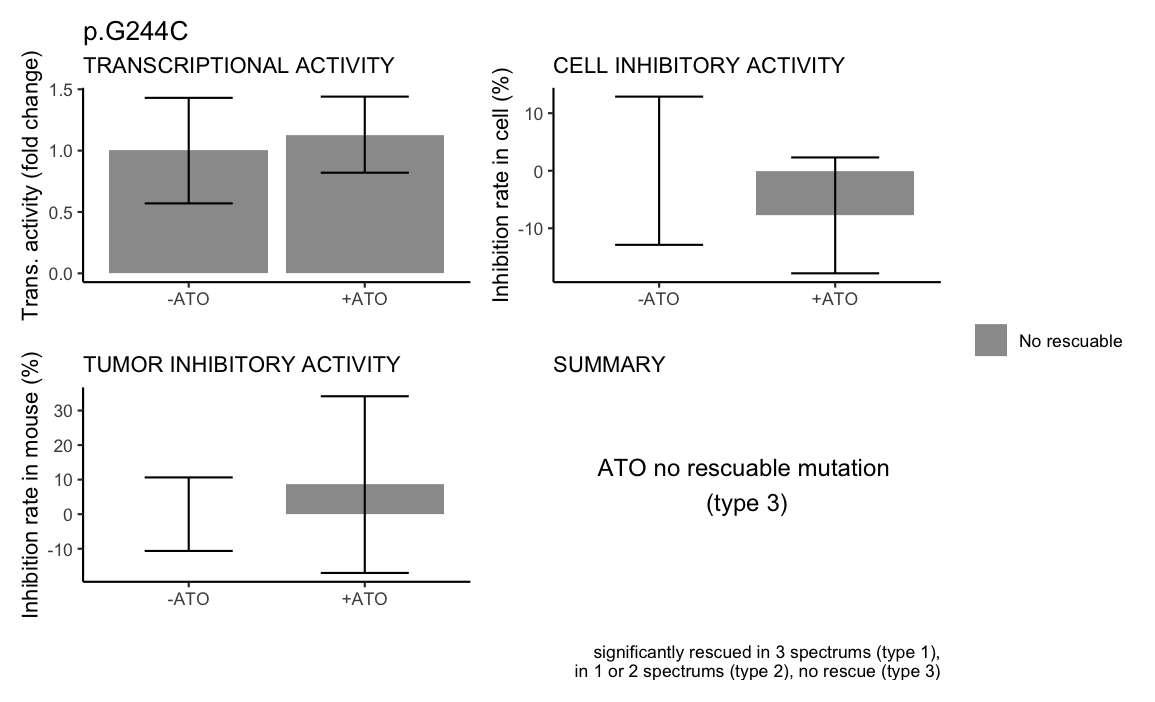 p.G244C
TRANSCRIPTIONAL ACTIVITY
Trans. activity (fold change)
1.5
1.0
0.5
0.0
-ATO
+ATO
CELL INHIBITORY ACTIVITY
Inhibition rate in cell (%)
10
0
-10
-ATO
+ATO
No rescuable
TUMOR INHIBITORY ACTIVITY
Inhibition rate in mouse (%)
30
20
10
0
-10
-ATO
+ATO
SUMMARY
ATO no rescuable mutation
(type 3)
significantly rescued in 3 spectrums (type 1),
in 1 or 2 spectrums (type 2), no rescue (type 3)